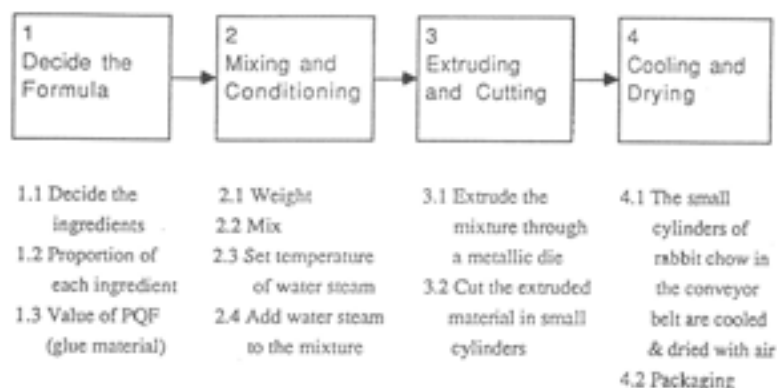 1
Decide the
Formula
2
Mixing and
Conditioning
3
Extruding
and Cutting
4
Cooling and
Drying
1.1 Decide the
ingredients
1.2 Proportion of
each ingredient
1.3 Value of PQF
(glue material)
2.1 Weight
2.2 Mix
2.3 Set temperature
of water steam
2.4 Add water steam
to the mixture
3.1 Extrude the
mixture through
a metallic die
3.2 Cut the extruded
material in small
cylinders
4.1 The small
cylinders of
rabbit chow in
the conveyor
belt are cooled
& dried with air
4.2 Packaging